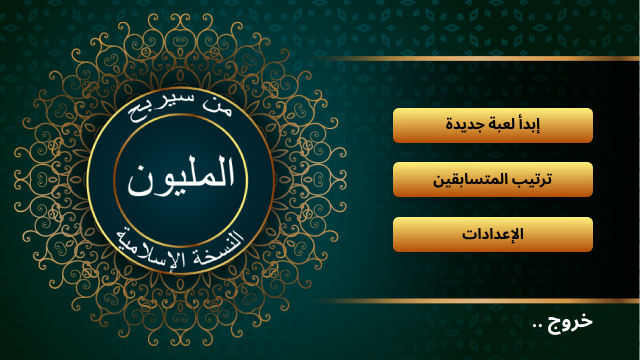 من سيربح
المليون
النسخة الإسلامية
إبدأ لعبة جديدة
ترتيب المتسابقين
الإعدادات
خروج ..